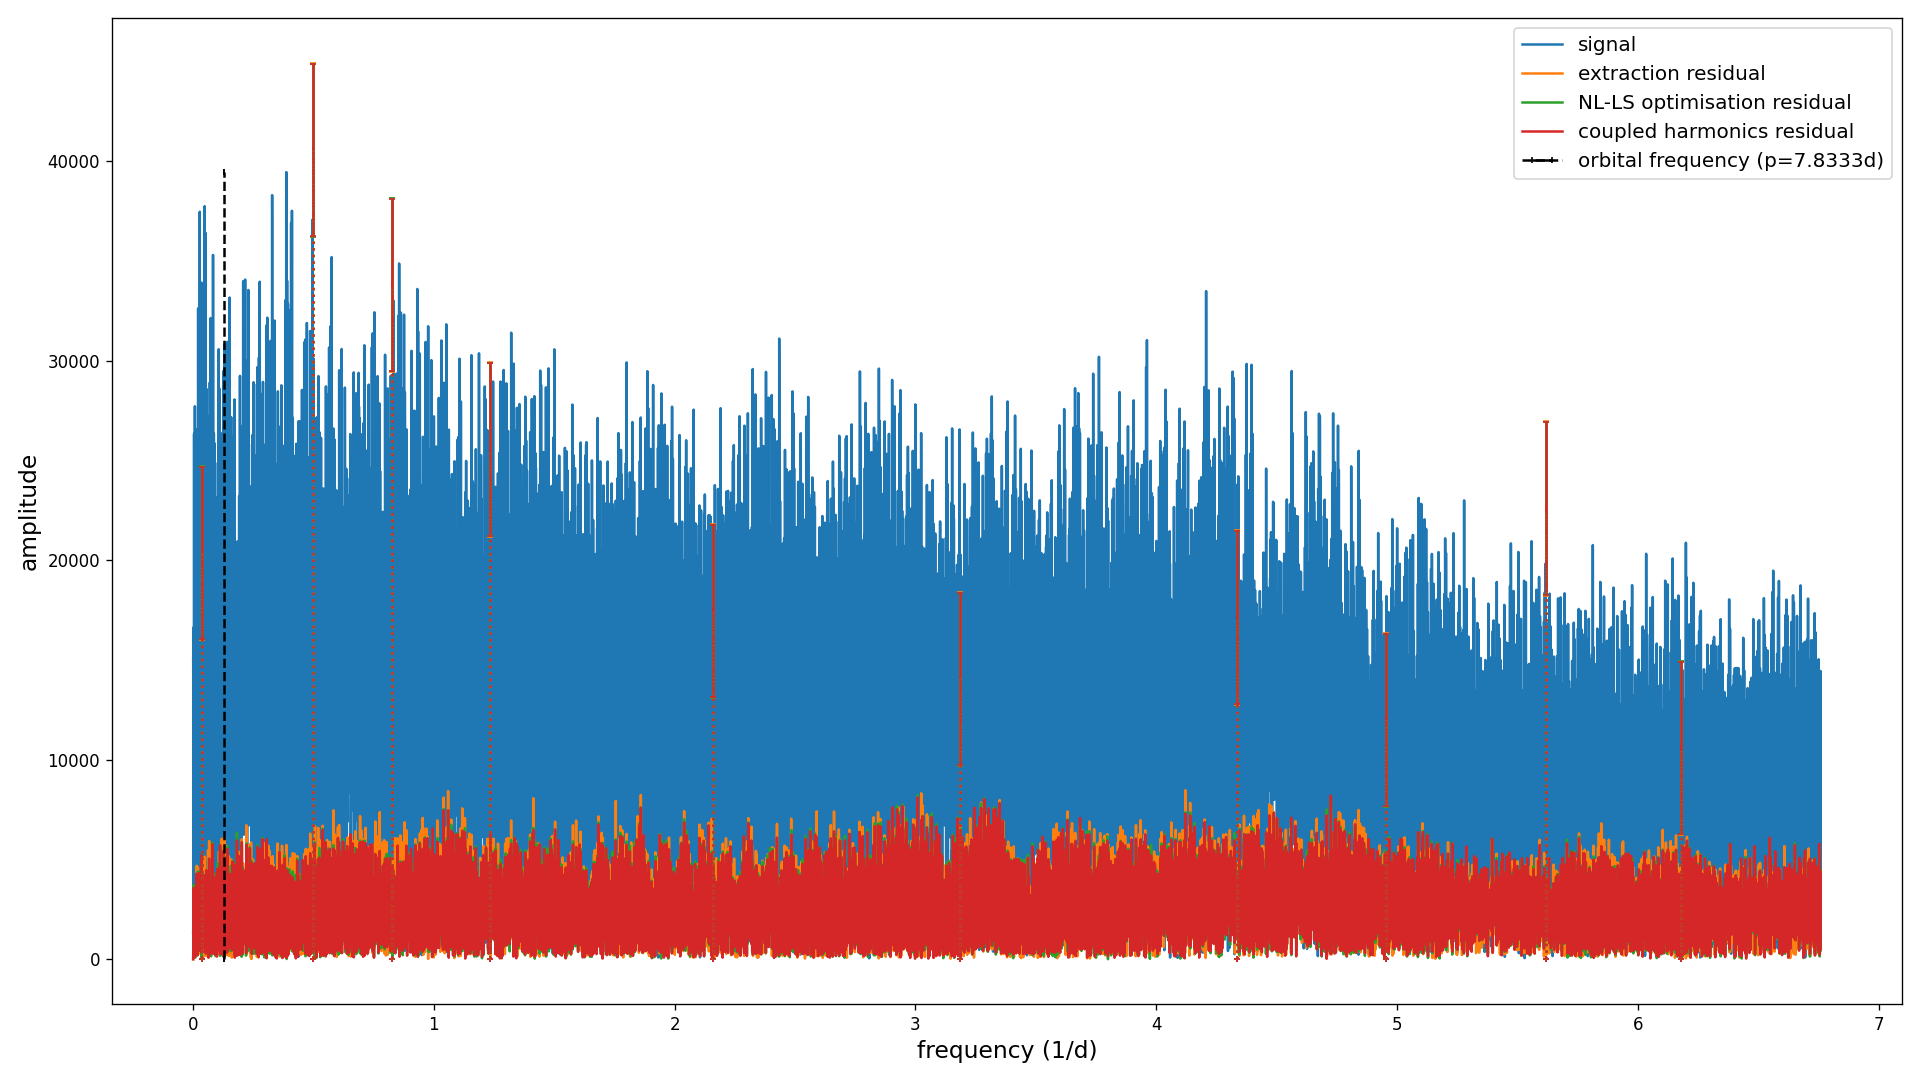 signal
extraction residual
NL-LS optimisation residual
coupled harmonics residual
orbital frequency (p=7.8333d)
amplitude
40000
30000
20000
10000
0
0 1 2 3 4 5 6 7
frequency (1/d)